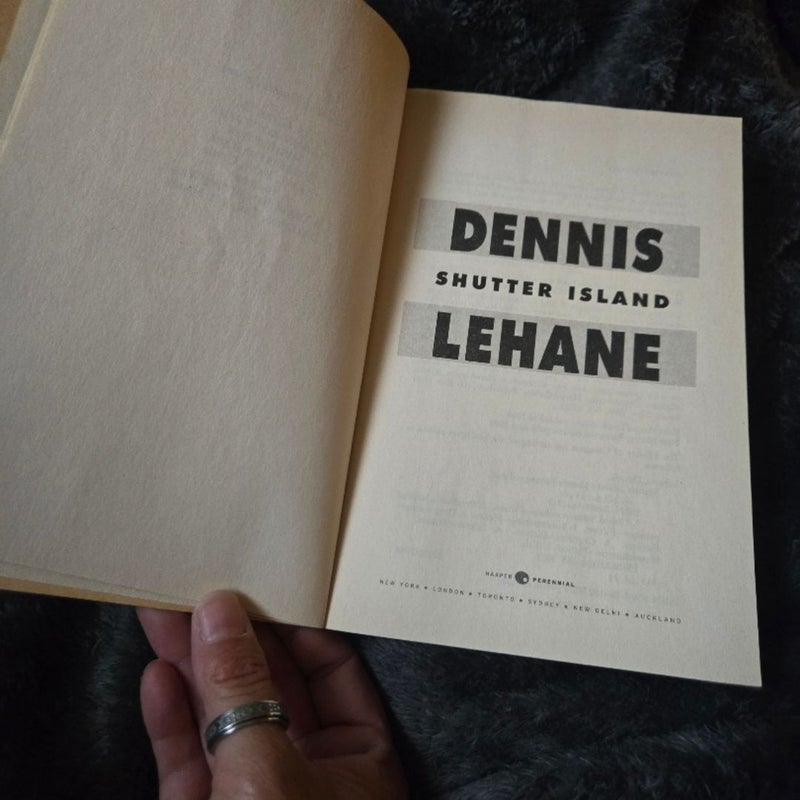 DENNIS
SHUTTER ISLAND
LEHANE
HARPER PERENNIAL
NEW YORK • LONDON • TORONTO • SYDNEY • NEW DELHI • AUCKLAND